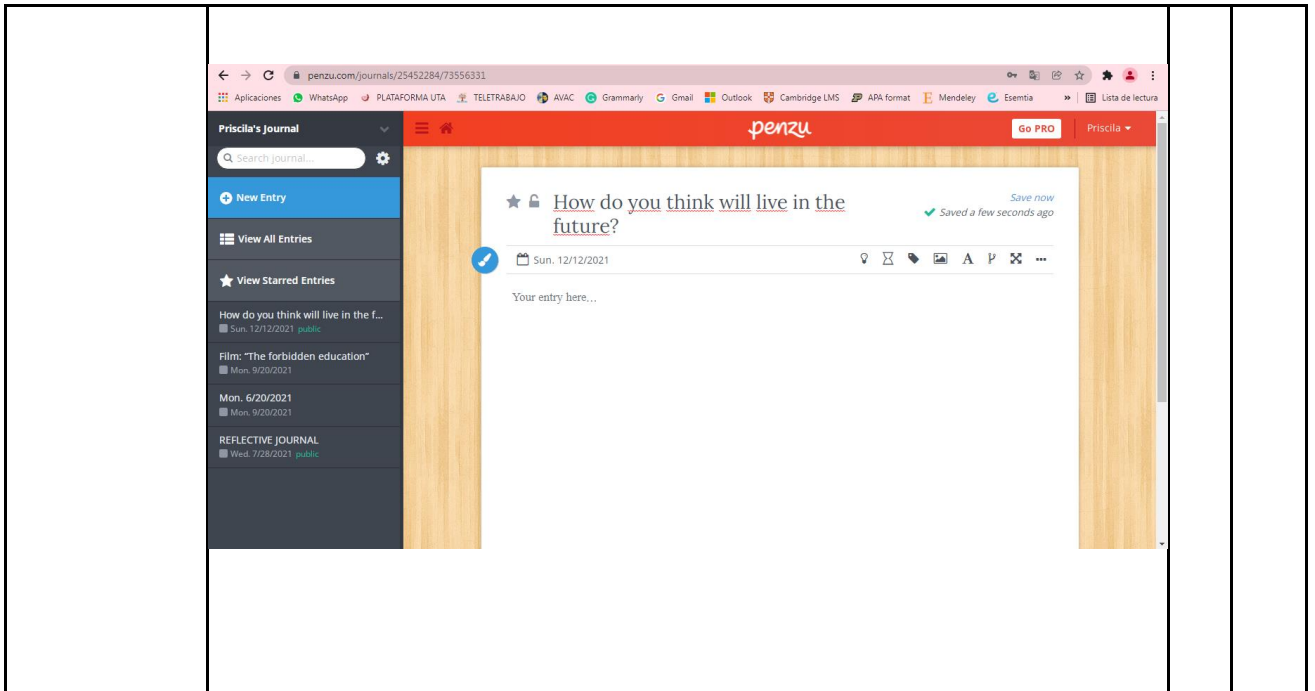 penzu.com/journals/25452284/73556331
Aplicaciones WhatsApp PLATAFORMA UTA TELETRABAJO AVAC Grammarly Gmail Outlook Cambridge LMS APA format Mendeley Esemtia » Lista de lectura
Priscila's Journal
penzu
Go PRO
Priscila
Search journal...
New Entry
View All Entries
View Starred Entries
How do you think will live in the f...
Sun. 12/12/2021 public
Film: "The forbidden education"
Mon. 9/20/2021
Mon. 6/20/2021
Mon. 9/20/2021
REFLECTIVE JOURNAL
Wed. 7/28/2021 public
How do you think will live in the
future?
Save now
Saved a few seconds ago
Sun. 12/12/2021
Your entry here...